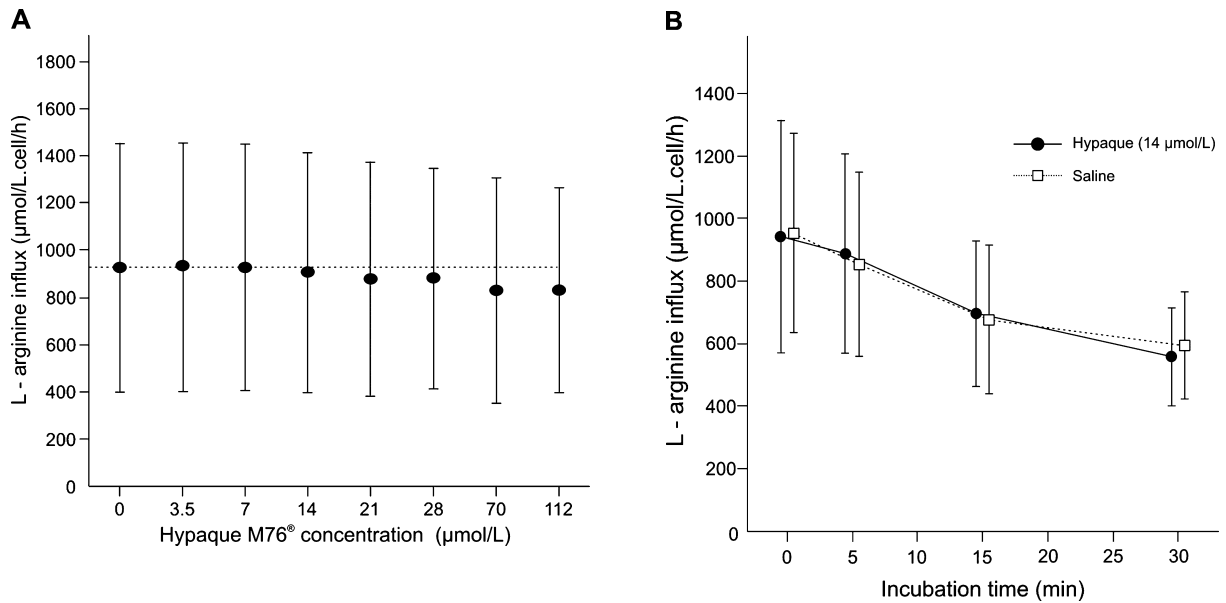 A
L - arginine influx (µmol/L.cell/h)
1800
1600
1400
1200
1000
800
600
400
200
0
0 3.5 7 14 21 28 70 112
Hypaque M76® concentration (µmol/L)
B
L - arginine influx (µmol/L.cell/h)
1400
1200
1000
800
600
400
200
0
Hypaque (14 µmol/L)
Saline
0 5 10 15 20 25 30
Incubation time (min)